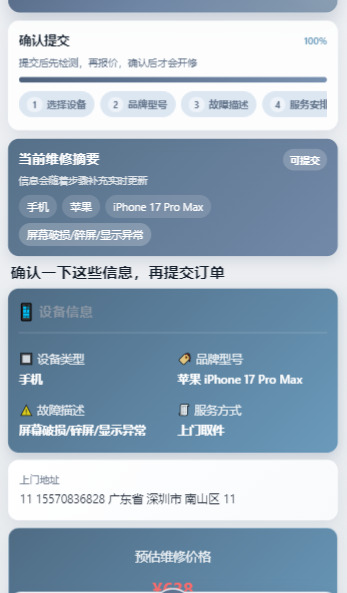 确认提交
100%
提交后先检测，再报价，确认后才会开修
1 选择设备 2 品牌型号 3 故障描述 4 服务安排
当前维修摘要
可提交
信息会随着步骤补充实时更新
手机 苹果 iPhone 17 Pro Max
屏幕破损/碎屏/显示异常
确认一下这些信息，再提交订单
设备信息
设备类型 品牌型号
手机 苹果 iPhone 17 Pro Max
故障描述 服务方式
屏幕破损/碎屏/显示异常 上门取件
上门地址
11 15570836828 广东省 深圳市 南山区 11
预估维修价格